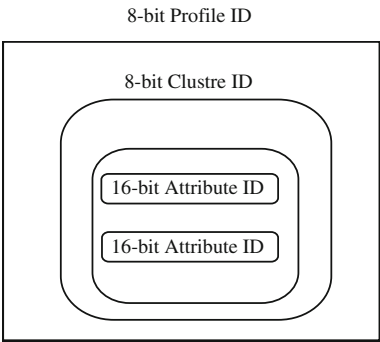 8-bit Profile ID
8-bit Clustre ID
16-bit Attribute ID
16-bit Attribute ID